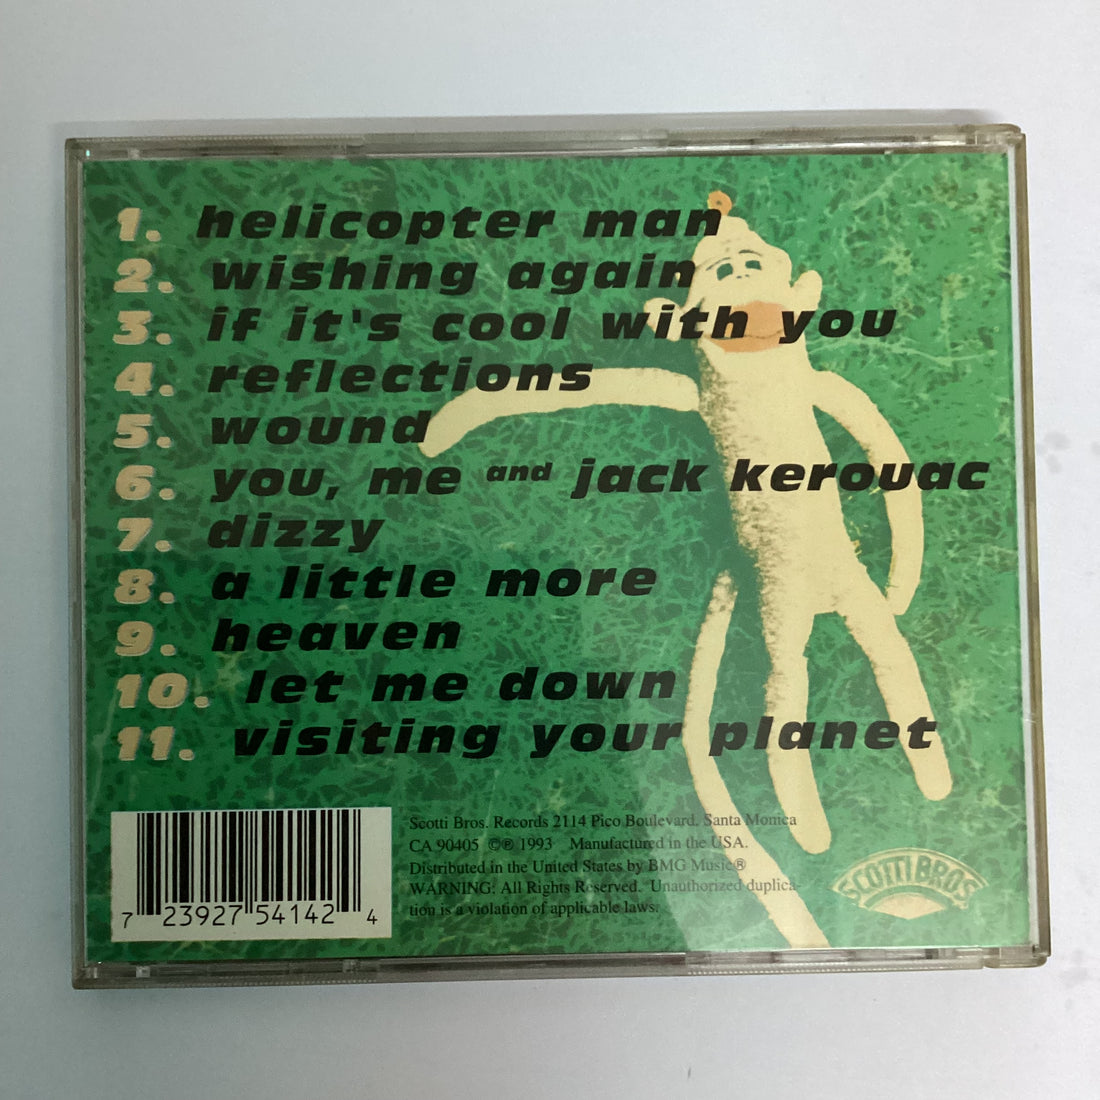 1. helicopter man
2. wishing again
3. if it's cool with you
4. reflections
5. wound
6. you, me and jack kerouac
7. dizzy
8. a little more
9. heaven
10. let me down
11. visiting your planet
Scotti Bros. Records 2114 Pico Boulevard. Santa Monica
CA 90405 ©℗ 1993 Manufactured in the USA.
Distributed in the United States by BMG Music®
WARNING: All Rights Reserved. Unauthorized duplica-
tion is a violation of applicable laws.
7 23927 54142 4
SCOTTI BROS